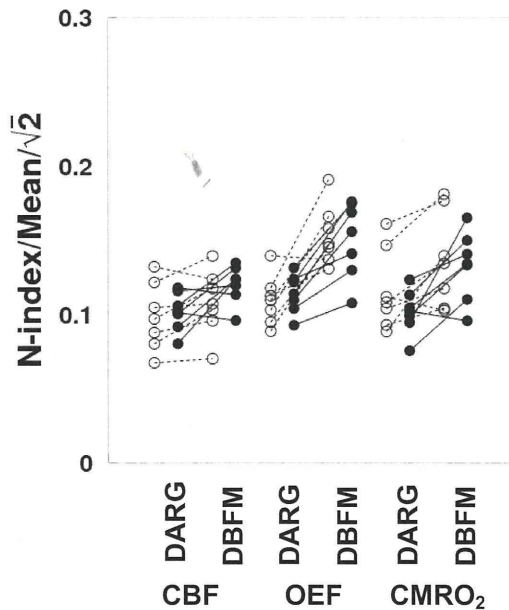 N-index/Mean/√2
0.3
0.2
0.1
0
DARG
DBFM
DARG
DBFM
DARG
DBFM
CBF
OEF
CMRO₂